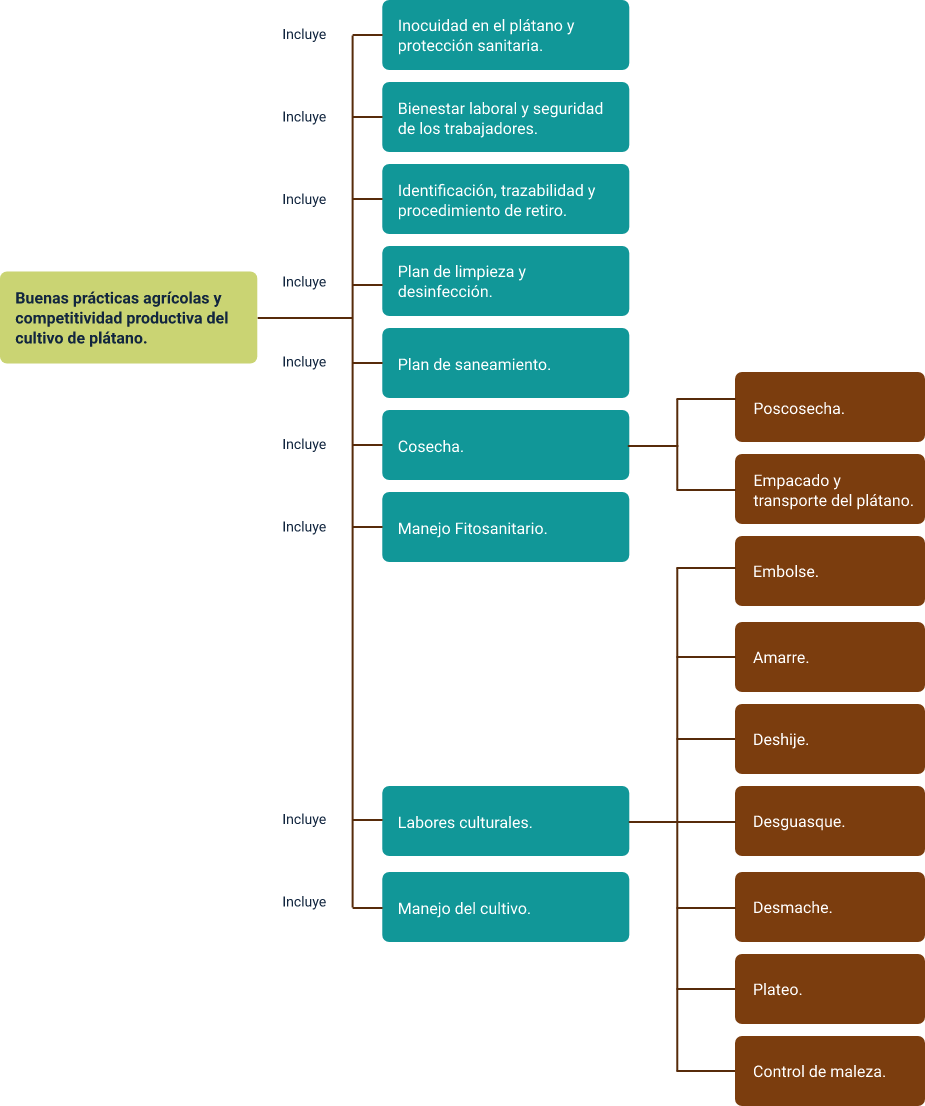 Buenas prácticas agrícolas y
competitividad productiva del
cultivo de plátano.
Incluye
Inocuidad en el plátano y
protección sanitaria.
Incluye
Bienestar laboral y seguridad
de los trabajadores.
Incluye
Identificación, trazabilidad y
procedimiento de retiro.
Incluye
Plan de limpieza y
desinfección.
Incluye
Plan de saneamiento.
Incluye
Cosecha.
Poscosecha.
Empacado y
transporte del plátano.
Incluye
Manejo Fitosanitario.
Incluye
Labores culturales.
Embolse.
Amarre.
Deshije.
Desguasque.
Desmache.
Plateo.
Control de maleza.
Incluye
Manejo del cultivo.